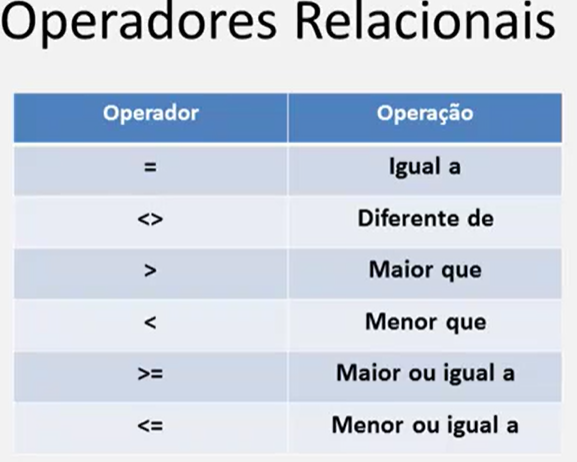 Operadores Relacionais
Operador Operação
= Igual a
<> Diferente de
> Maior que
< Menor que
>= Maior ou igual a
<= Menor ou igual a